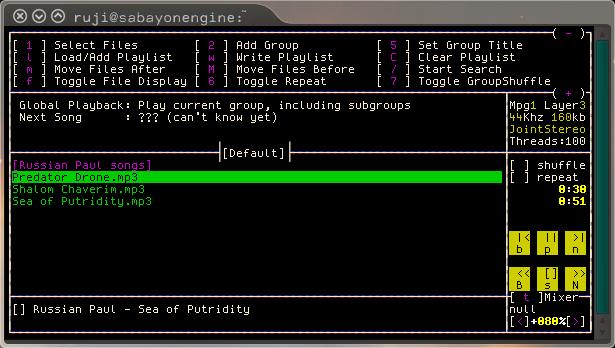 ruji@sabayonengine:~
( - )
[ 1 ] Select Files [ 2 ] Add Group [ 5 ] Set Group Title
[ l ] Load/Add Playlist [ w ] Write Playlist [ C ] Clear Playlist
[ m ] Move Files After [ M ] Move Files Before [ / ] Start Search
[ f ] Toggle File Display [ 6 ] Toggle Repeat [ 7 ] Toggle GroupShuffle
( + )
Global Playback: Play current group, including subgroups
Next Song : ??? (can't know yet)
Mpg1 Layer3
44Khz 160kb
JointStereo
Threads:100
[Default]
[Russian Paul songs]
Predator Drone.mp3
Shalom Chaverim.mp3
Sea of Putridity.mp3
[ ] shuffle
[ ] repeat
0:30
0:51
|< || >|
b p n
<< [] >>
B s N
[] Russian Paul - Sea of Putridity
[ t ]Mixer
null
[<]+080%[>]